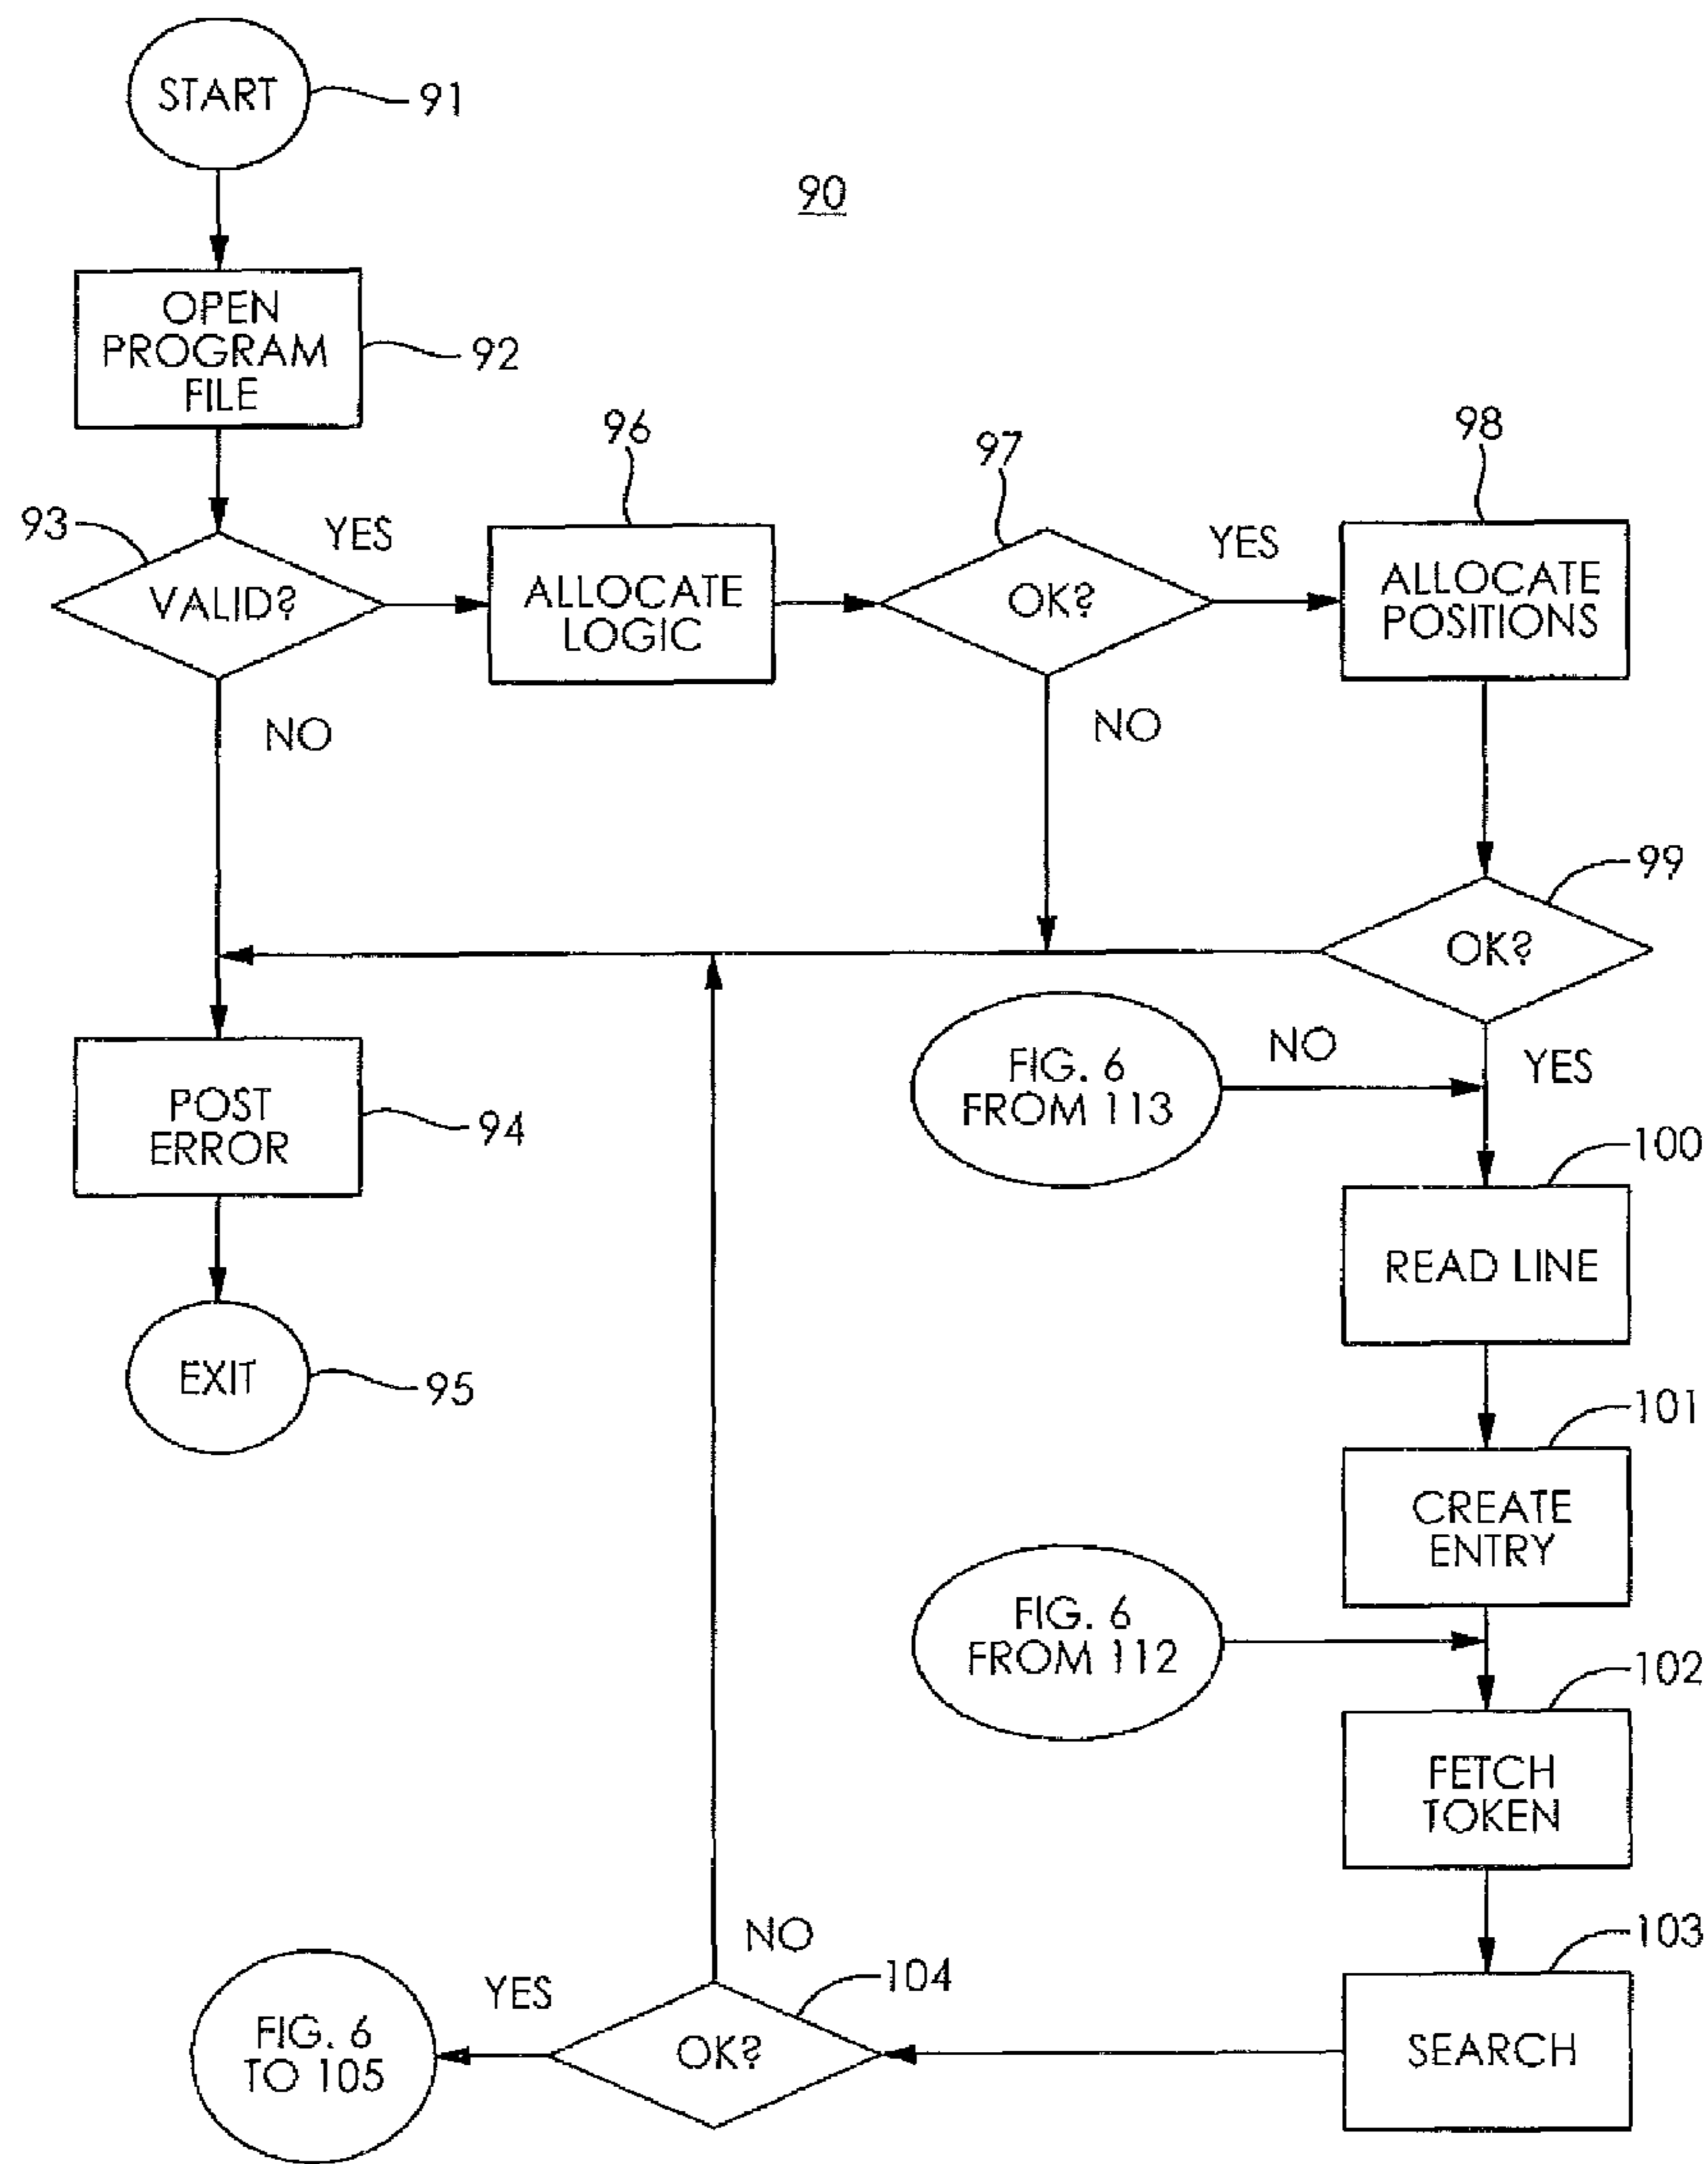 START
91
90
OPEN
PROGRAM
FILE
92
93
VALID?
YES
NO
96
ALLOCATE
LOGIC
97
OK?
YES
NO
98
ALLOCATE
POSITIONS
99
OK?
NO
YES
FIG. 6
FROM 113
POST
ERROR
94
EXIT
95
100
READ LINE
101
CREATE
ENTRY
FIG. 6
FROM 112
102
FETCH
TOKEN
103
SEARCH
104
OK?
NO
YES
FIG. 6
TO 105